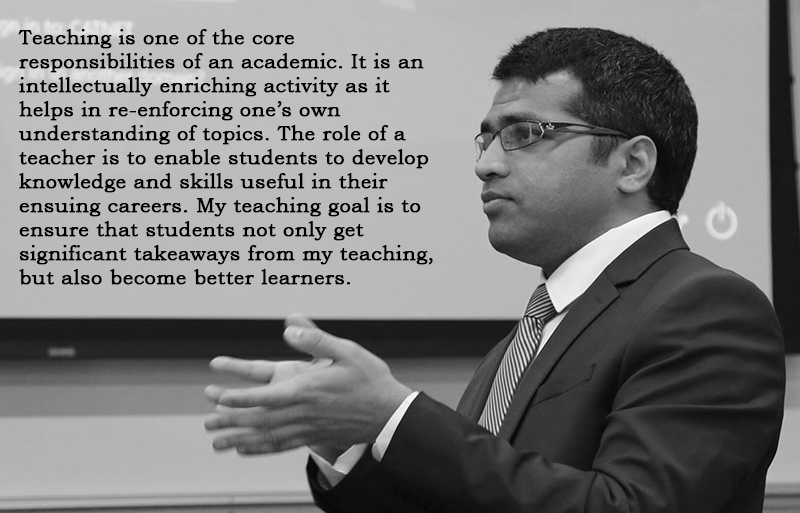 Teaching is one of the core
responsibilities of an academic. It is an
intellectually enriching activity as it
helps in re-enforcing one's own
understanding of topics. The role of a
teacher is to enable students to develop
knowledge and skills useful in their
ensuing careers. My teaching goal is to
ensure that students not only get
significant takeaways from my teaching,
but also become better learners.